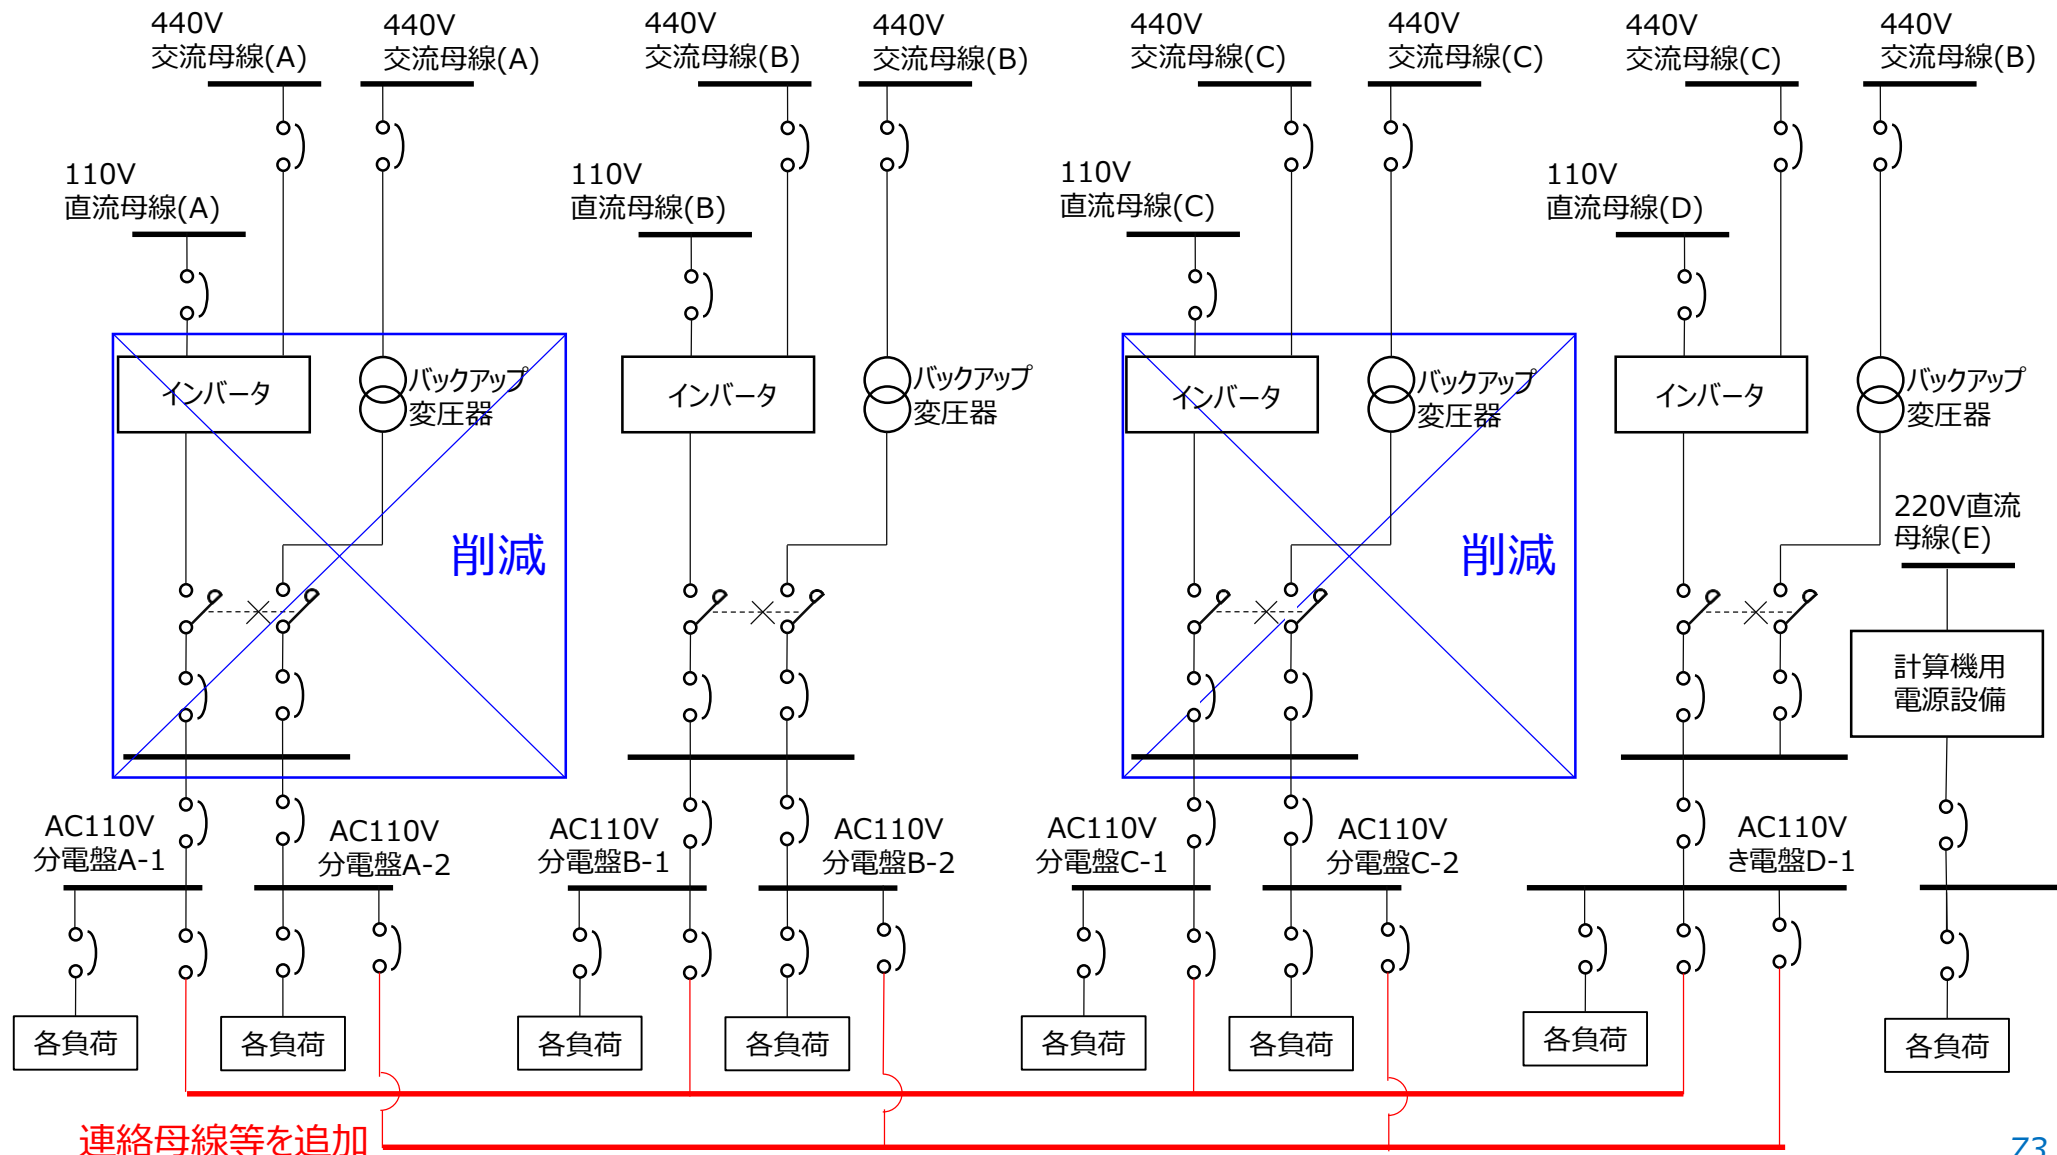 440V
交流母線(A)
440V
交流母線(A)
440V
交流母線(B)
440V
交流母線(B)
440V
交流母線(C)
440V
交流母線(C)
440V
交流母線(C)
440V
交流母線(B)
110V
直流母線(A)
110V
直流母線(B)
110V
直流母線(C)
110V
直流母線(D)
インバータ
バックアップ
変圧器
インバータ
バックアップ
変圧器
インバータ
バックアップ
変圧器
インバータ
バックアップ
変圧器
削減
削減
220V直流
母線(E)
計算機用
電源設備
AC110V
分電盤A-1
AC110V
分電盤A-2
AC110V
分電盤B-1
AC110V
分電盤B-2
AC110V
分電盤C-1
AC110V
分電盤C-2
AC110V
き電盤D-1
各負荷
各負荷
各負荷
各負荷
各負荷
各負荷
各負荷
各負荷
連絡母線等を追加